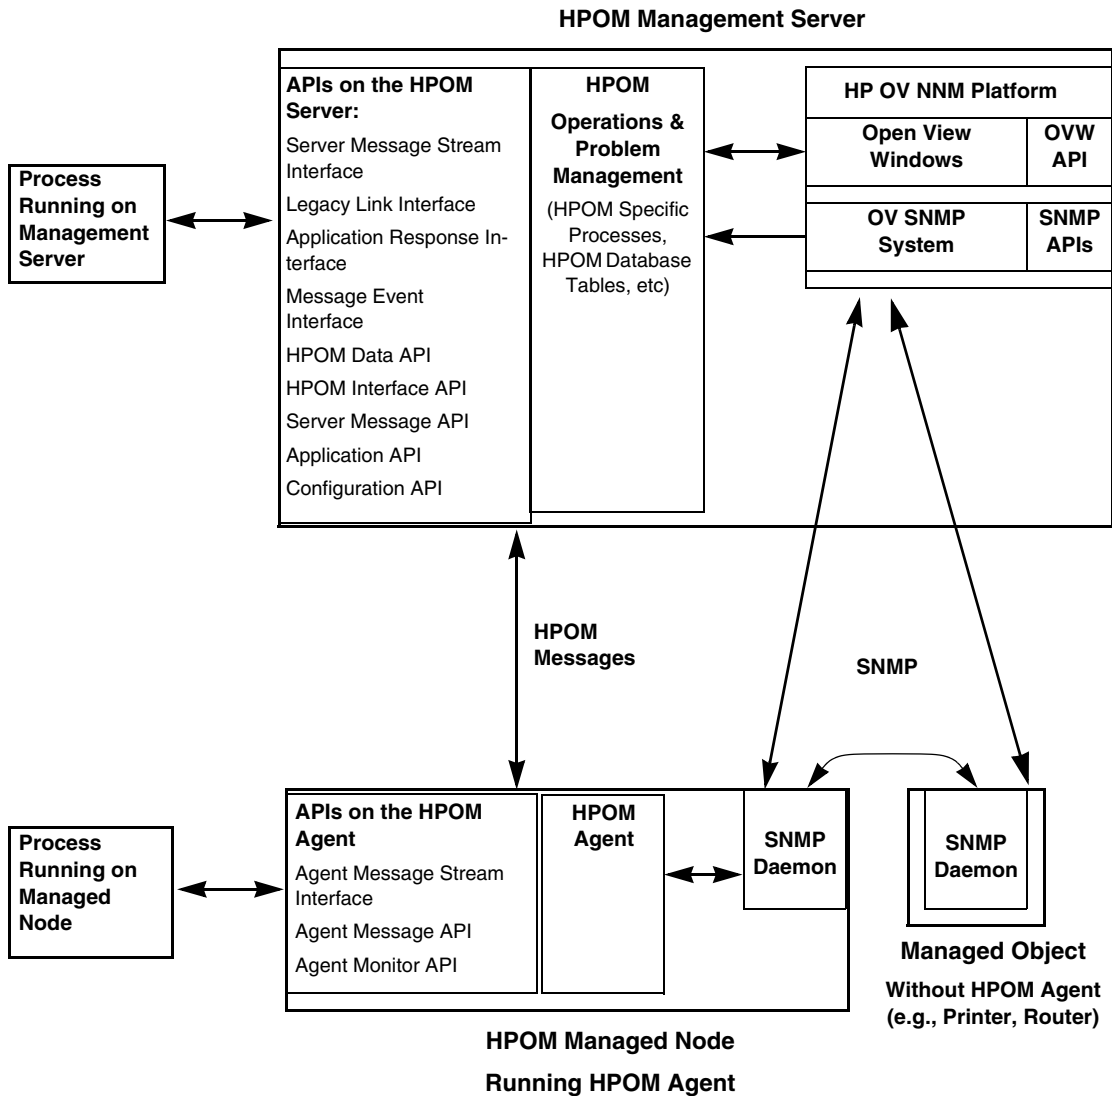 HPOM Management Server
APIs on the HPOM
Server:
Server Message Stream
Interface
Legacy Link Interface
Application Response In-
terface
Message Event
Interface
HPOM Data API
HPOM Interface API
Server Message API
Application API
Configuration API
HPOM
Operations &
Problem
Management
(HPOM Specific
Processes,
HPOM Database
Tables, etc)
HP OV NNM Platform
Open View
Windows
OVW
API
OV SNMP
System
SNMP
APIs
Process
Running on
Management
Server
HPOM
Messages
SNMP
Process
Running on
Managed
Node
APIs on the HPOM
Agent
Agent Message Stream
Interface
Agent Message API
Agent Monitor API
HPOM
Agent
SNMP
Daemon
SNMP
Daemon
Managed Object
Without HPOM Agent
(e.g., Printer, Router)
HPOM Managed Node
Running HPOM Agent